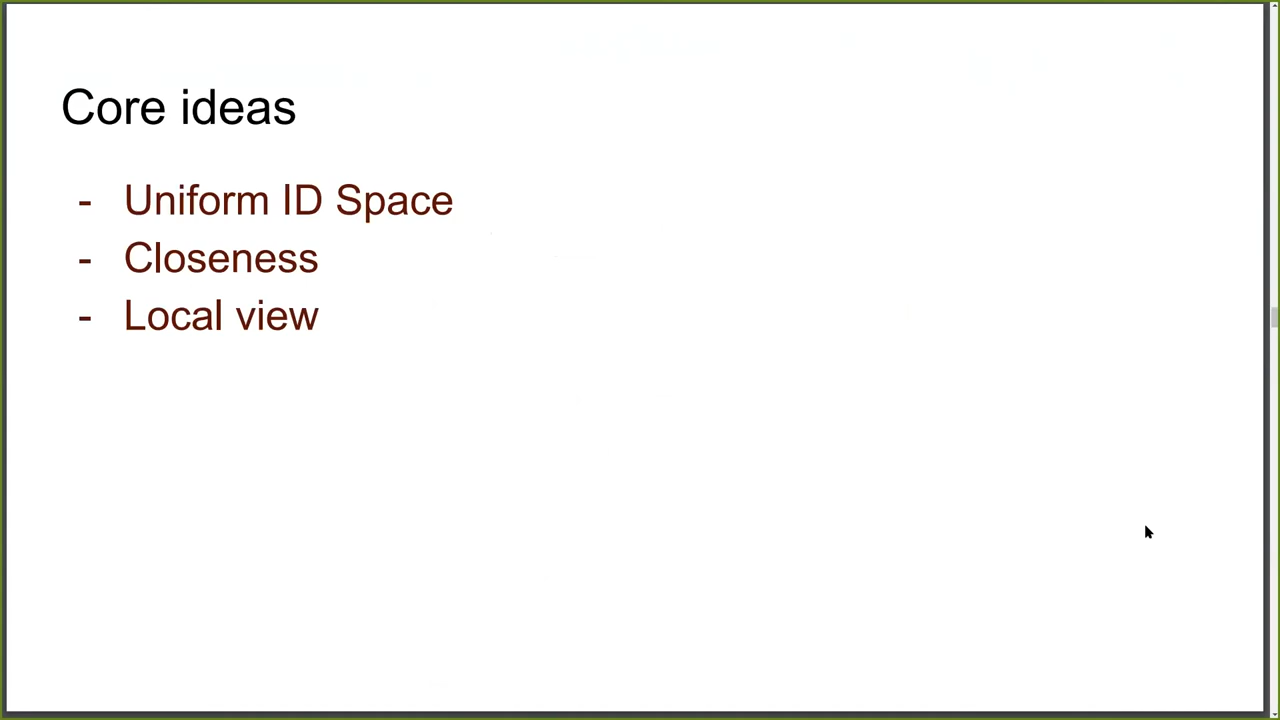 Core ideas
- Uniform ID Space
- Closeness
- Local view